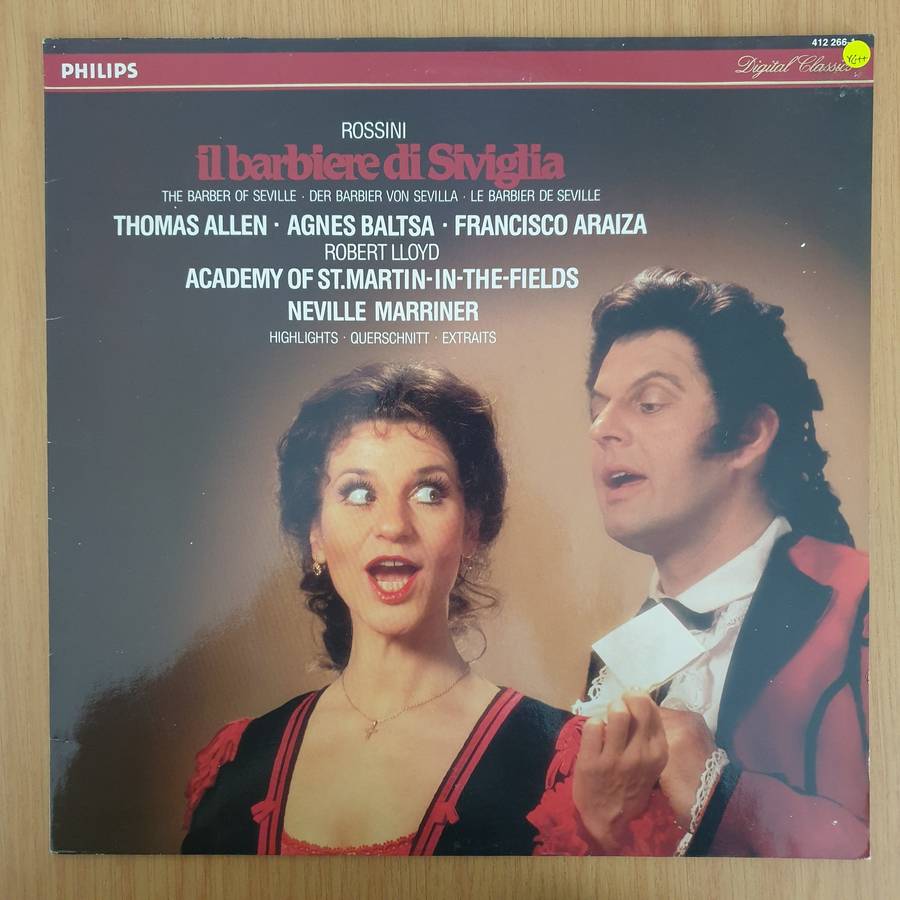 412 266
VG++
PHILIPS
Digital Classics
ROSSINI
il barbiere di Siviglia
THE BARBER OF SEVILLE · DER BARBIER VON SEVILLA · LE BARBIER DE SEVILLE
THOMAS ALLEN · AGNES BALTSA · FRANCISCO ARAIZA
ROBERT LLOYD
ACADEMY OF ST.MARTIN-IN-THE-FIELDS
NEVILLE MARRINER
HIGHLIGHTS · QUERSCHNITT · EXTRAITS